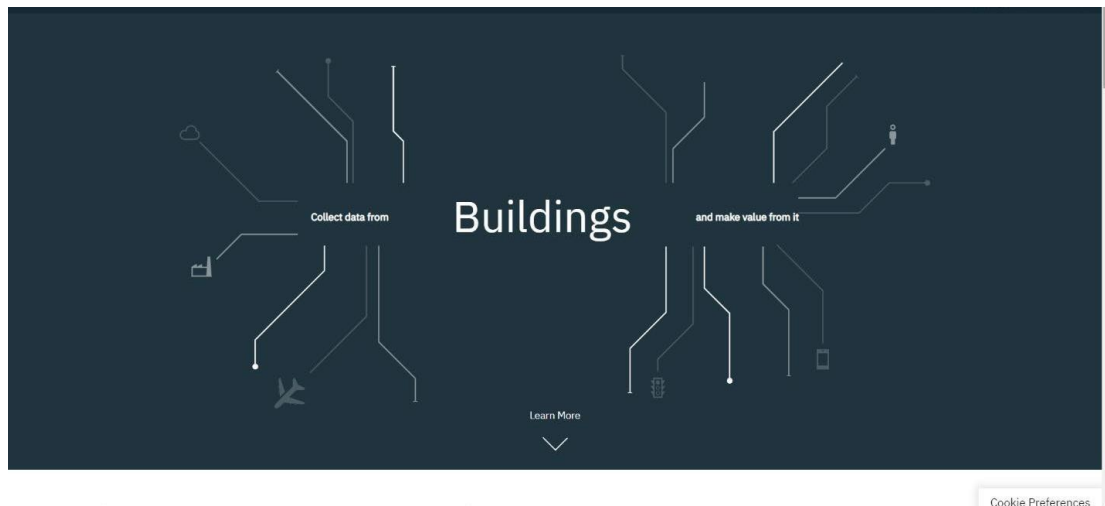 Collect data from Buildings and make value from it
Learn More
Cookie Preferences